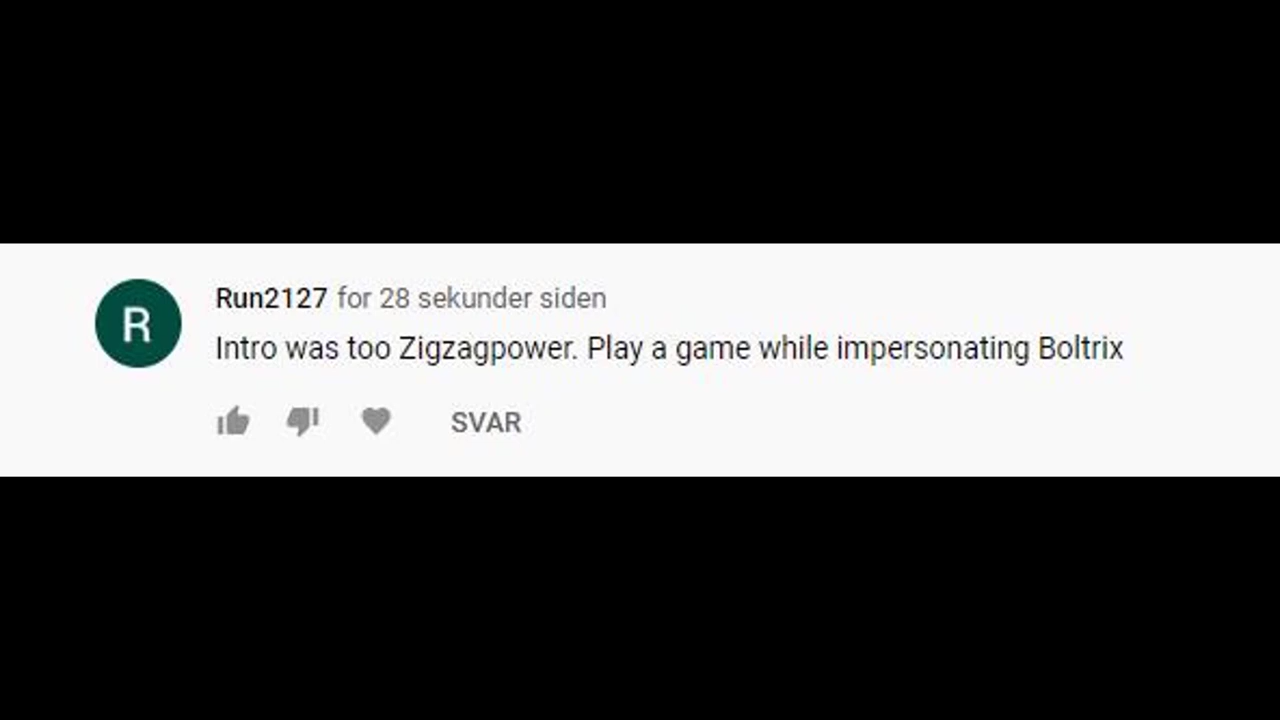 R
Run2127 for 28 sekunder siden
Intro was too Zigzagpower. Play a game while impersonating Boltrix
SVAR